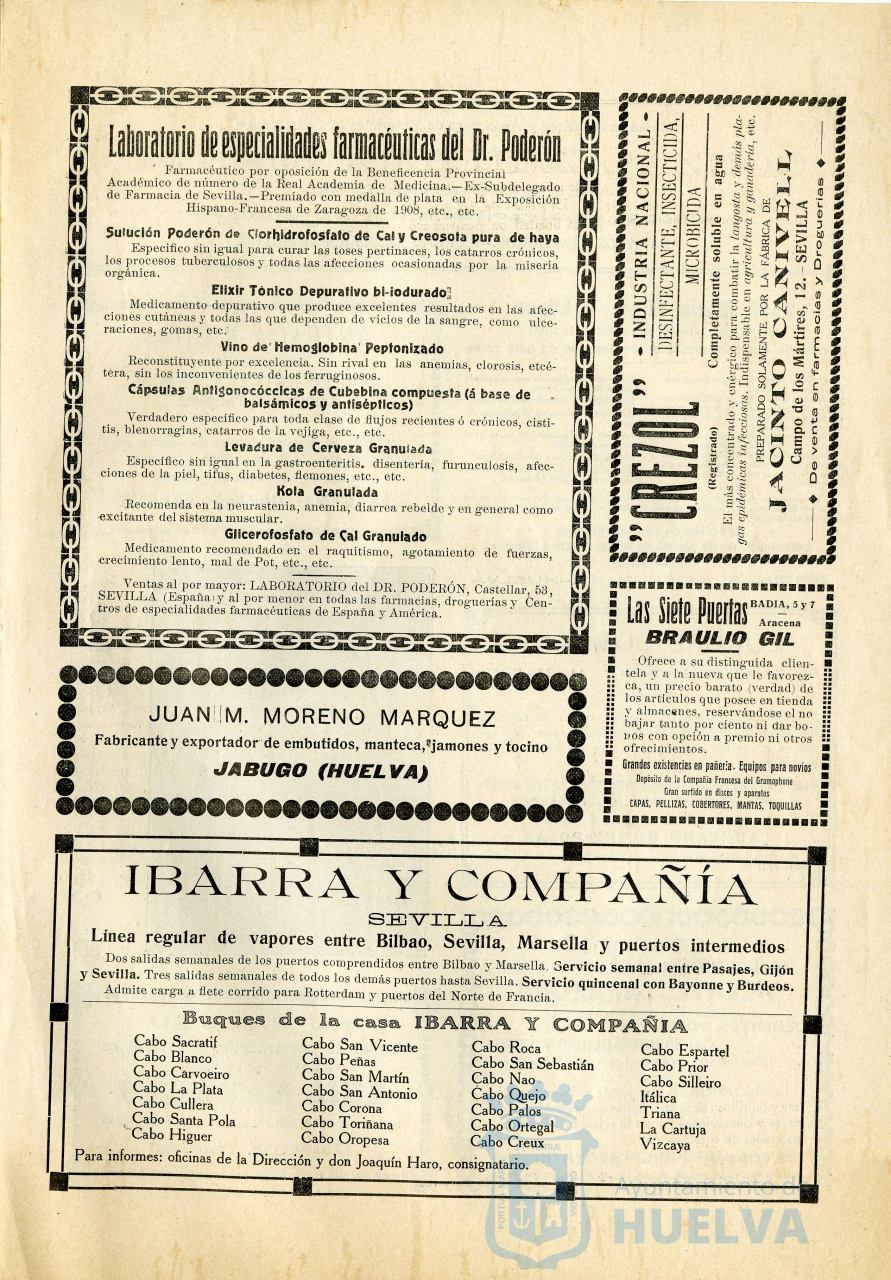 Laboratorio de especialidades farmacéuticas del Dr. Poderón
Farmacéutico por oposición de la Beneficencia Provincial
Académico de número de la Real Academia de Medicina.—Ex-Subdelegado
de Farmacia de Sevilla.—Premiado con medalla de plata en la Exposición
Hispano-Francesa de Zaragoza de 1908, etc., etc.
Sulución Poderón de Clorhidrofosfato de Cal y Creosota pura de haya
Específico sin igual para curar las toses pertinaces, los catarros crónicos,
los procesos tuberculosos y todas las afecciones ocasionadas por la miseria
orgánica.
Elixir Tónico Depurativo bi-iodurado
Medicamento depurativo que produce excelentes resultados en las afec-
ciones cutáneas y todas las que dependen de vicios de la sangre, como ulce-
raciones, gomas, etc.
Vino de Hemoglobina Peptonizado
Reconstituyente por excelencia. Sin rival en las anemias, clorosis, etcé-
tera, sin los inconvenientes de los ferruginosos.
Cápsulas Antigonocóccicas de Cubebina compuesta (á base de
balsámicos y antisépticos)
Verdadero específico para toda clase de flujos recientes ó crónicos, cisti-
tis, blenorragias, catarros de la vejiga, etc., etc.
Levadura de Cerveza Granulada
Específico sin igual en la gastroenteritis, disentería, furunculosis, afec-
ciones de la piel, tifus, diabetes, flemones, etc., etc.
Kola Granulada
Recomenda en la neurastenia, anemia, diarrea rebelde y en general como
excitante del sistema muscular.
Glicerofosfato de Cal Granulado
Medicamento recomendado en el raquitismo, agotamiento de fuerzas,
crecimiento lento, mal de Pot, etc., etc.
Ventas al por mayor: LABORATORIO del DR. PODERÓN, Castellar, 53,
SEVILLA (España) y al por menor en todas las farmacias, droguerías y Cen-
tros de especialidades farmacéuticas de España y América.
„ CREZOL ”
• INDUSTRIA NACIONAL •
DESINFECTANTE, INSECTICIDA,
MICROBICIDA
(Registrado) Completamente soluble en agua
El más concentrado y enérgico para combatir la langosta y demás pla-
gas epidémicas infecciosas. Indispensable en agricultura y ganadería, etc.
PREPARADO SOLAMENTE POR LA FÁBRICA DE
JACINTO CANIVELL
Campo de los Mártires, 12.-SEVILLA
◆ De venta en farmacias y Droguerías ◆
Las Siete Puertas BADIA, 5 y 7
Aracena
BRAULIO GIL
Ofrece a su distinguida clien-
tela y a la nueva que le favorez-
ca, un precio barato (verdad) de
los artículos que posee en tienda
y almacenes, reservándose el no
bajar tanto por ciento ni dar bo-
nos con opción a premio ni otros
ofrecimientos.
Grandes existencias en pañería. Equipos para novios
Depósito de la Compañía Francesa del Gramophone
Gran surtido en discos y aparatos
CAPAS, PELLIZAS, COBERTORES, MANTAS, TOQUILLAS
JUAN M. MORENO MARQUEZ
Fabricante y exportador de embutidos, manteca, jamones y tocino
JABUGO (HUELVA)
IBARRA Y COMPAÑÍA
SEVILLA
Línea regular de vapores entre Bilbao, Sevilla, Marsella y puertos intermedios
Dos salidas semanales de los puertos comprendidos entre Bilbao y Marsella. Servicio semanal entre Pasajes, Gijón
y Sevilla. Tres salidas semanales de todos los demás puertos hasta Sevilla. Servicio quincenal con Bayonne y Burdeos.
Admite carga a flete corrido para Rotterdam y puertos del Norte de Francia.
Buques de la casa IBARRA Y COMPAÑIA
Cabo Sacratif
Cabo Blanco
Cabo Carvoeiro
Cabo La Plata
Cabo Cullera
Cabo Santa Pola
Cabo Higuer
Cabo San Vicente
Cabo Peñas
Cabo San Martín
Cabo San Antonio
Cabo Corona
Cabo Toriñana
Cabo Oropesa
Cabo Roca
Cabo San Sebastián
Cabo Nao
Cabo Quejo
Cabo Palos
Cabo Ortegal
Cabo Creux
Cabo Espartel
Cabo Prior
Cabo Silleiro
Itálica
Triana
La Cartuja
Vizcaya
Para informes: oficinas de la Dirección y don Joaquín Haro, consignatario.
Ayuntamiento d
HUELVA